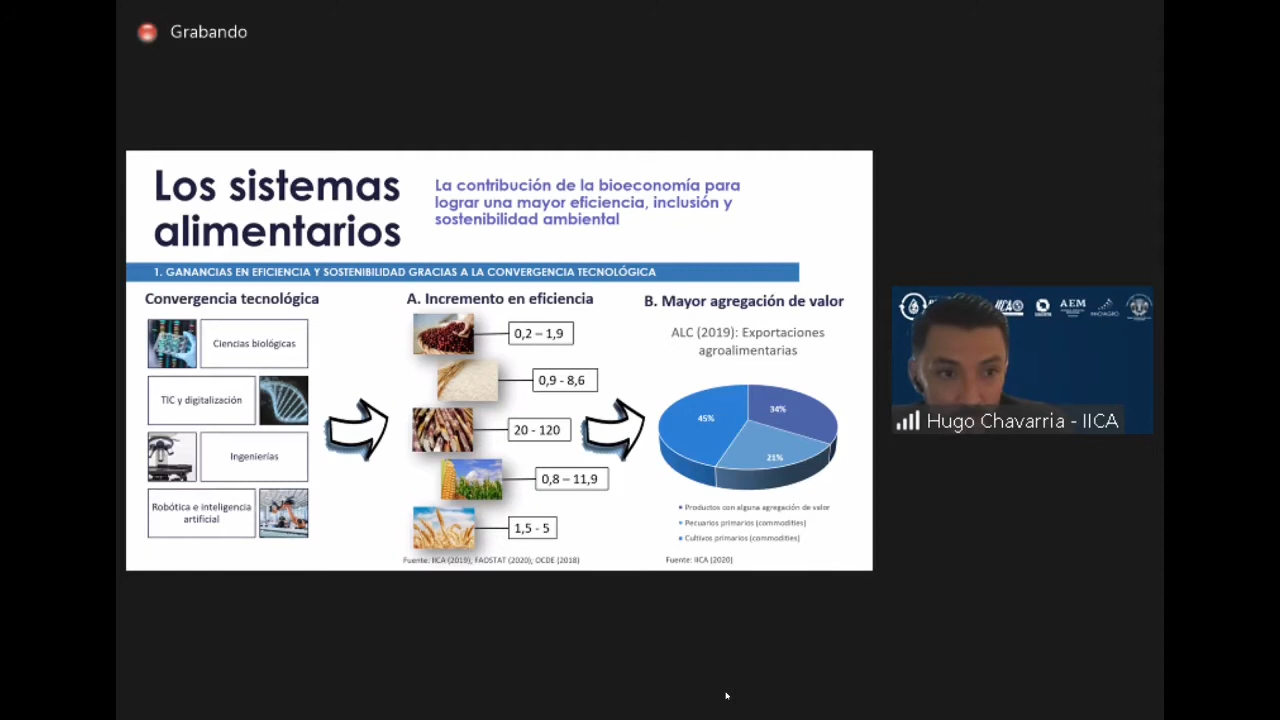 Grabando
Los sistemas
alimentarios
La contribución de la bioeconomía para
lograr una mayor eficiencia, inclusión y
sostenibilidad ambiental
1. GANANCIAS EN EFICIENCIA Y SOSTENIBILIDAD GRACIAS A LA CONVERGENCIA TECNOLÓGICA
Convergencia tecnológica
Ciencias biológicas
TIC y digitalización
Ingenierías
Robótica e inteligencia
artificial
A. Incremento en eficiencia
0,2 – 1,9
0,9 - 8,6
20 - 120
0,8 – 11,9
1,5 - 5
Fuente: IICA (2019), FAOSTAT (2020); OCDE (2018)
B. Mayor agregación de valor
ALC (2019): Exportaciones
agroalimentarias
45%
34%
21%
Productos con alguna agregación de valor
Pecuarios primarios (commodities)
Cultivos primarios (commodities)
Fuente: IICA (2020)
IICA
AEM
INNOAGRO
Hugo Chavarria - IICA